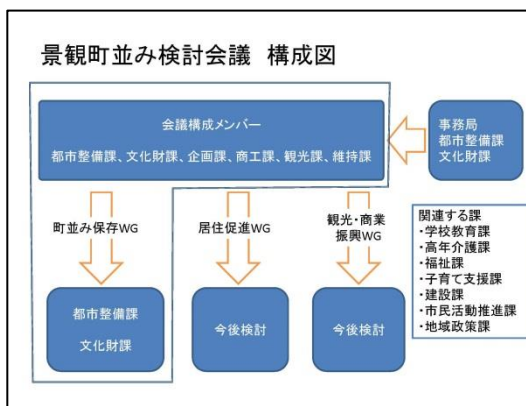 景観町並み検討会議 構成図
会議構成メンバー
都市整備課、文化財課、企画課、商工課、観光課、維持課
事務局
都市整備課
文化財課
町並み保存WG
居住促進WG
観光・商業
振興WG
都市整備課
文化財課
今後検討
今後検討
関連する課
・学校教育課
・高年介護課
・福祉課
・子育て支援課
・建設課
・市民活動推進課
・地域政策課